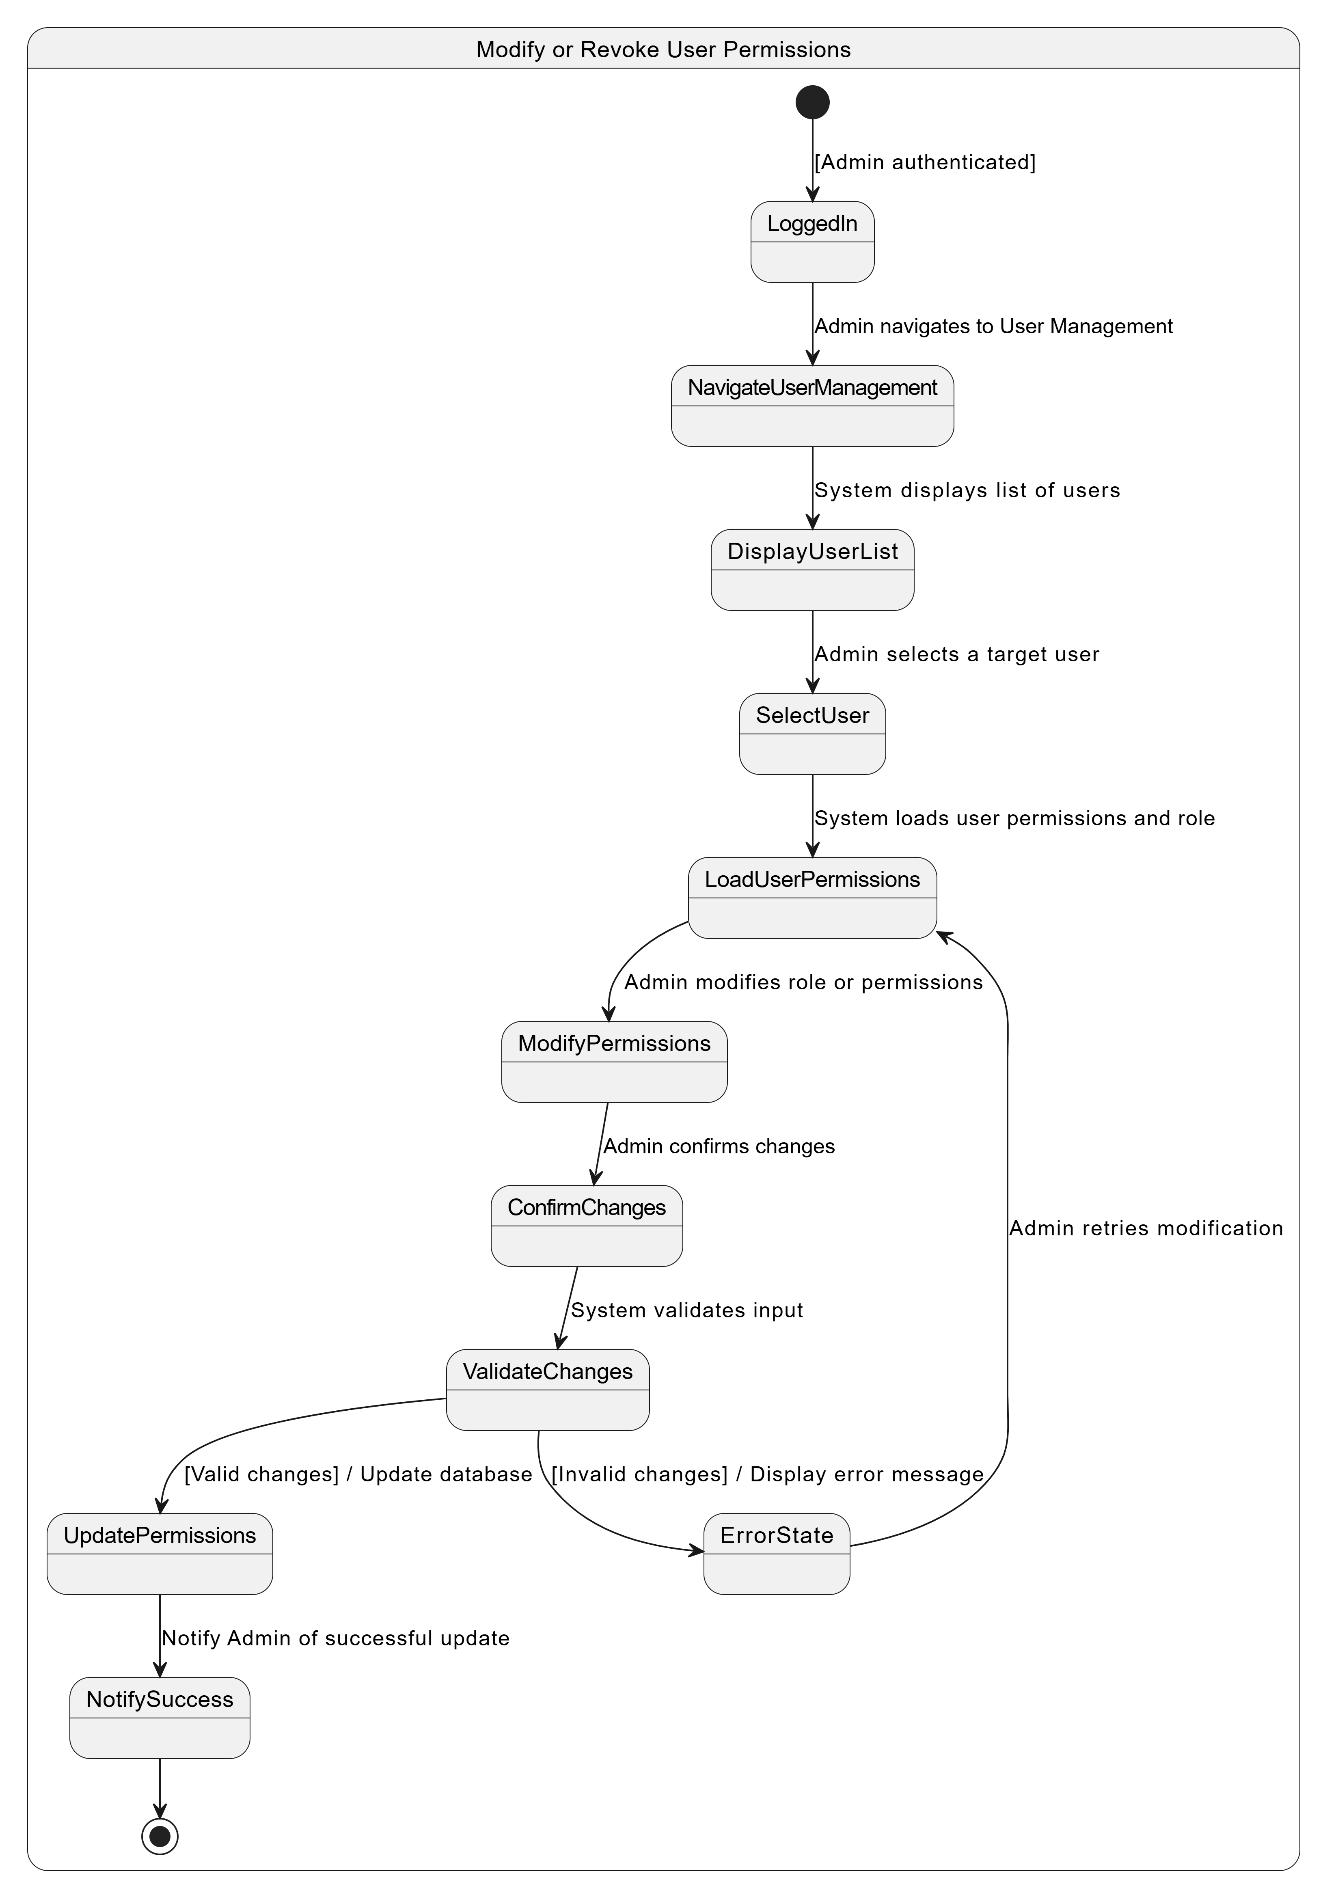 Modify or Revoke User Permissions
[Admin authenticated]
LoggedIn
Admin navigates to User Management
NavigateUserManagement
System displays list of users
DisplayUserList
Admin selects a target user
SelectUser
System loads user permissions and role
LoadUserPermissions
Admin modifies role or permissions
ModifyPermissions
Admin confirms changes
ConfirmChanges
Admin retries modification
System validates input
ValidateChanges
[Valid changes] / Update database
[Invalid changes] / Display error message
UpdatePermissions
ErrorState
Notify Admin of successful update
NotifySuccess